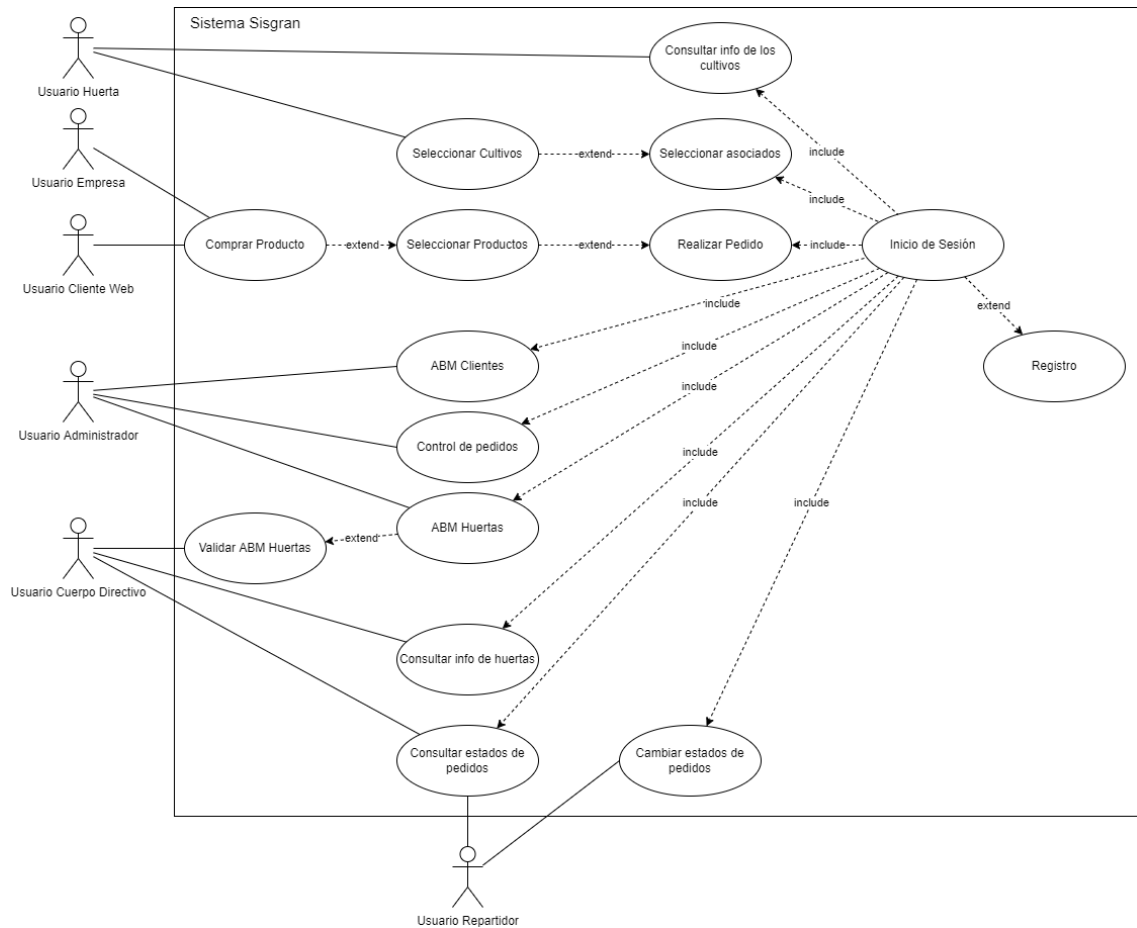 Sistema Sisgran
Usuario Huerta
Consultar info de los
cultivos
include
Usuario Empresa
Seleccionar Cultivos
extend
Seleccionar asociados
include
Usuario Cliente Web
Comprar Producto
extend
Seleccionar Productos
extend
Realizar Pedido
include
Inicio de Sesión
include
extend
Usuario Administrador
ABM Clientes
include
Registro
Control de pedidos
include
ABM Huertas
include
include
include
Usuario Cuerpo Directivo
Validar ABM Huertas
extend
Consultar info de huertas
Consultar estados de
pedidos
Cambiar estados de
pedidos
Usuario Repartidor